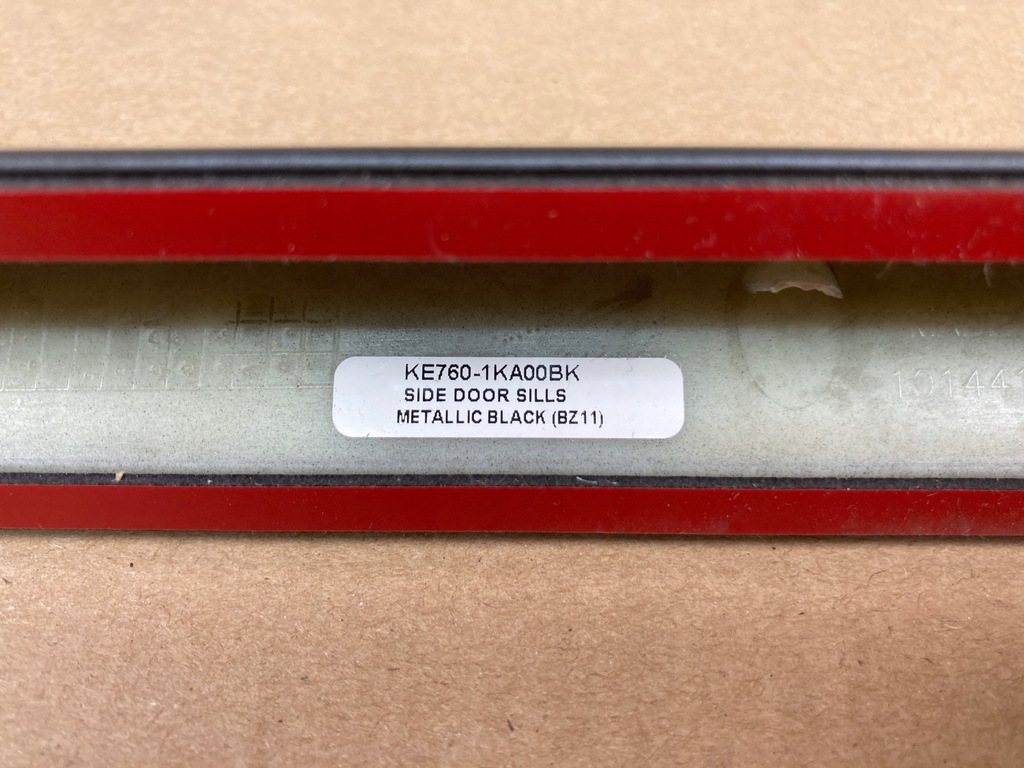 KE760-1KA00BK
SIDE DOOR SILLS
METALLIC BLACK (BZ11)